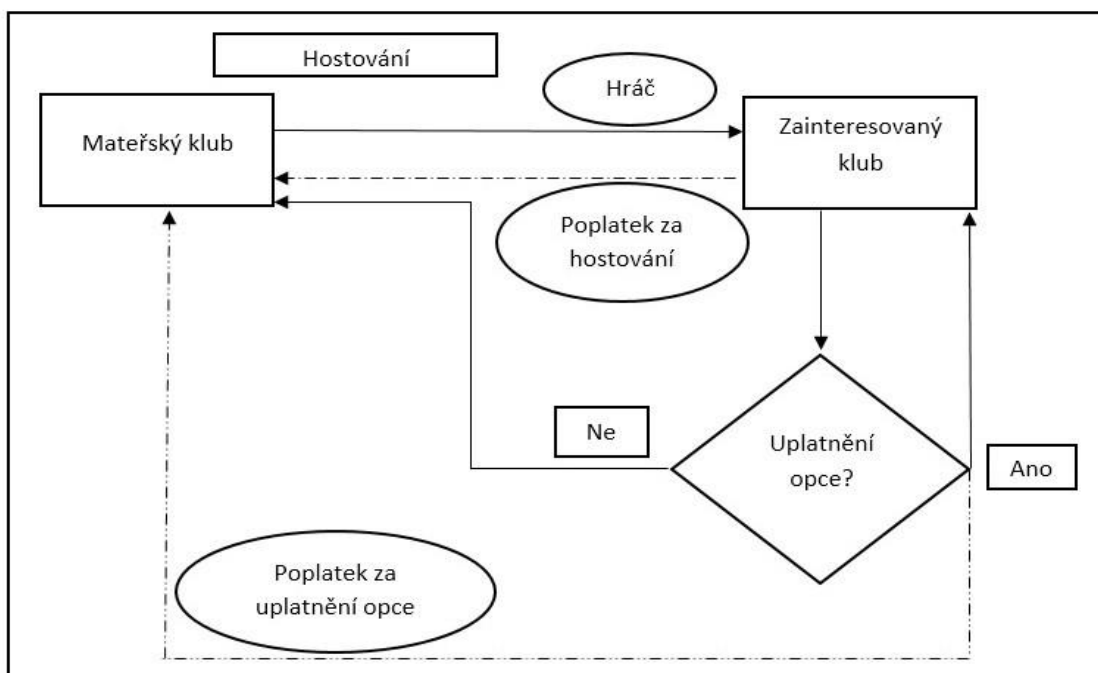 Hostování
Hráč
Mateřský klub
Zainteresovaný
klub
Poplatek za
hostování
Ne
Uplatnění
opce?
Ano
Poplatek za
uplatnění opce